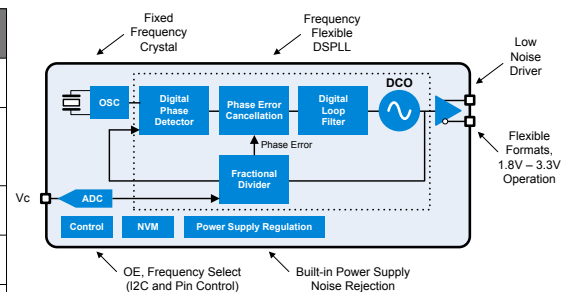 Fixed
Frequency
Crystal
Frequency
Flexible
DSPLL
Low
Noise
Driver
OSC
Digital
Phase
Detector
Phase Error
Cancellation
Digital
Loop
Filter
DCO
Flexible
Formats,
1.8V – 3.3V
Operation
Phase Error
Fractional
Divider
Vc
ADC
Control
NVM
Power Supply Regulation
OE, Frequency Select
(I2C and Pin Control)
Built-in Power Supply
Noise Rejection